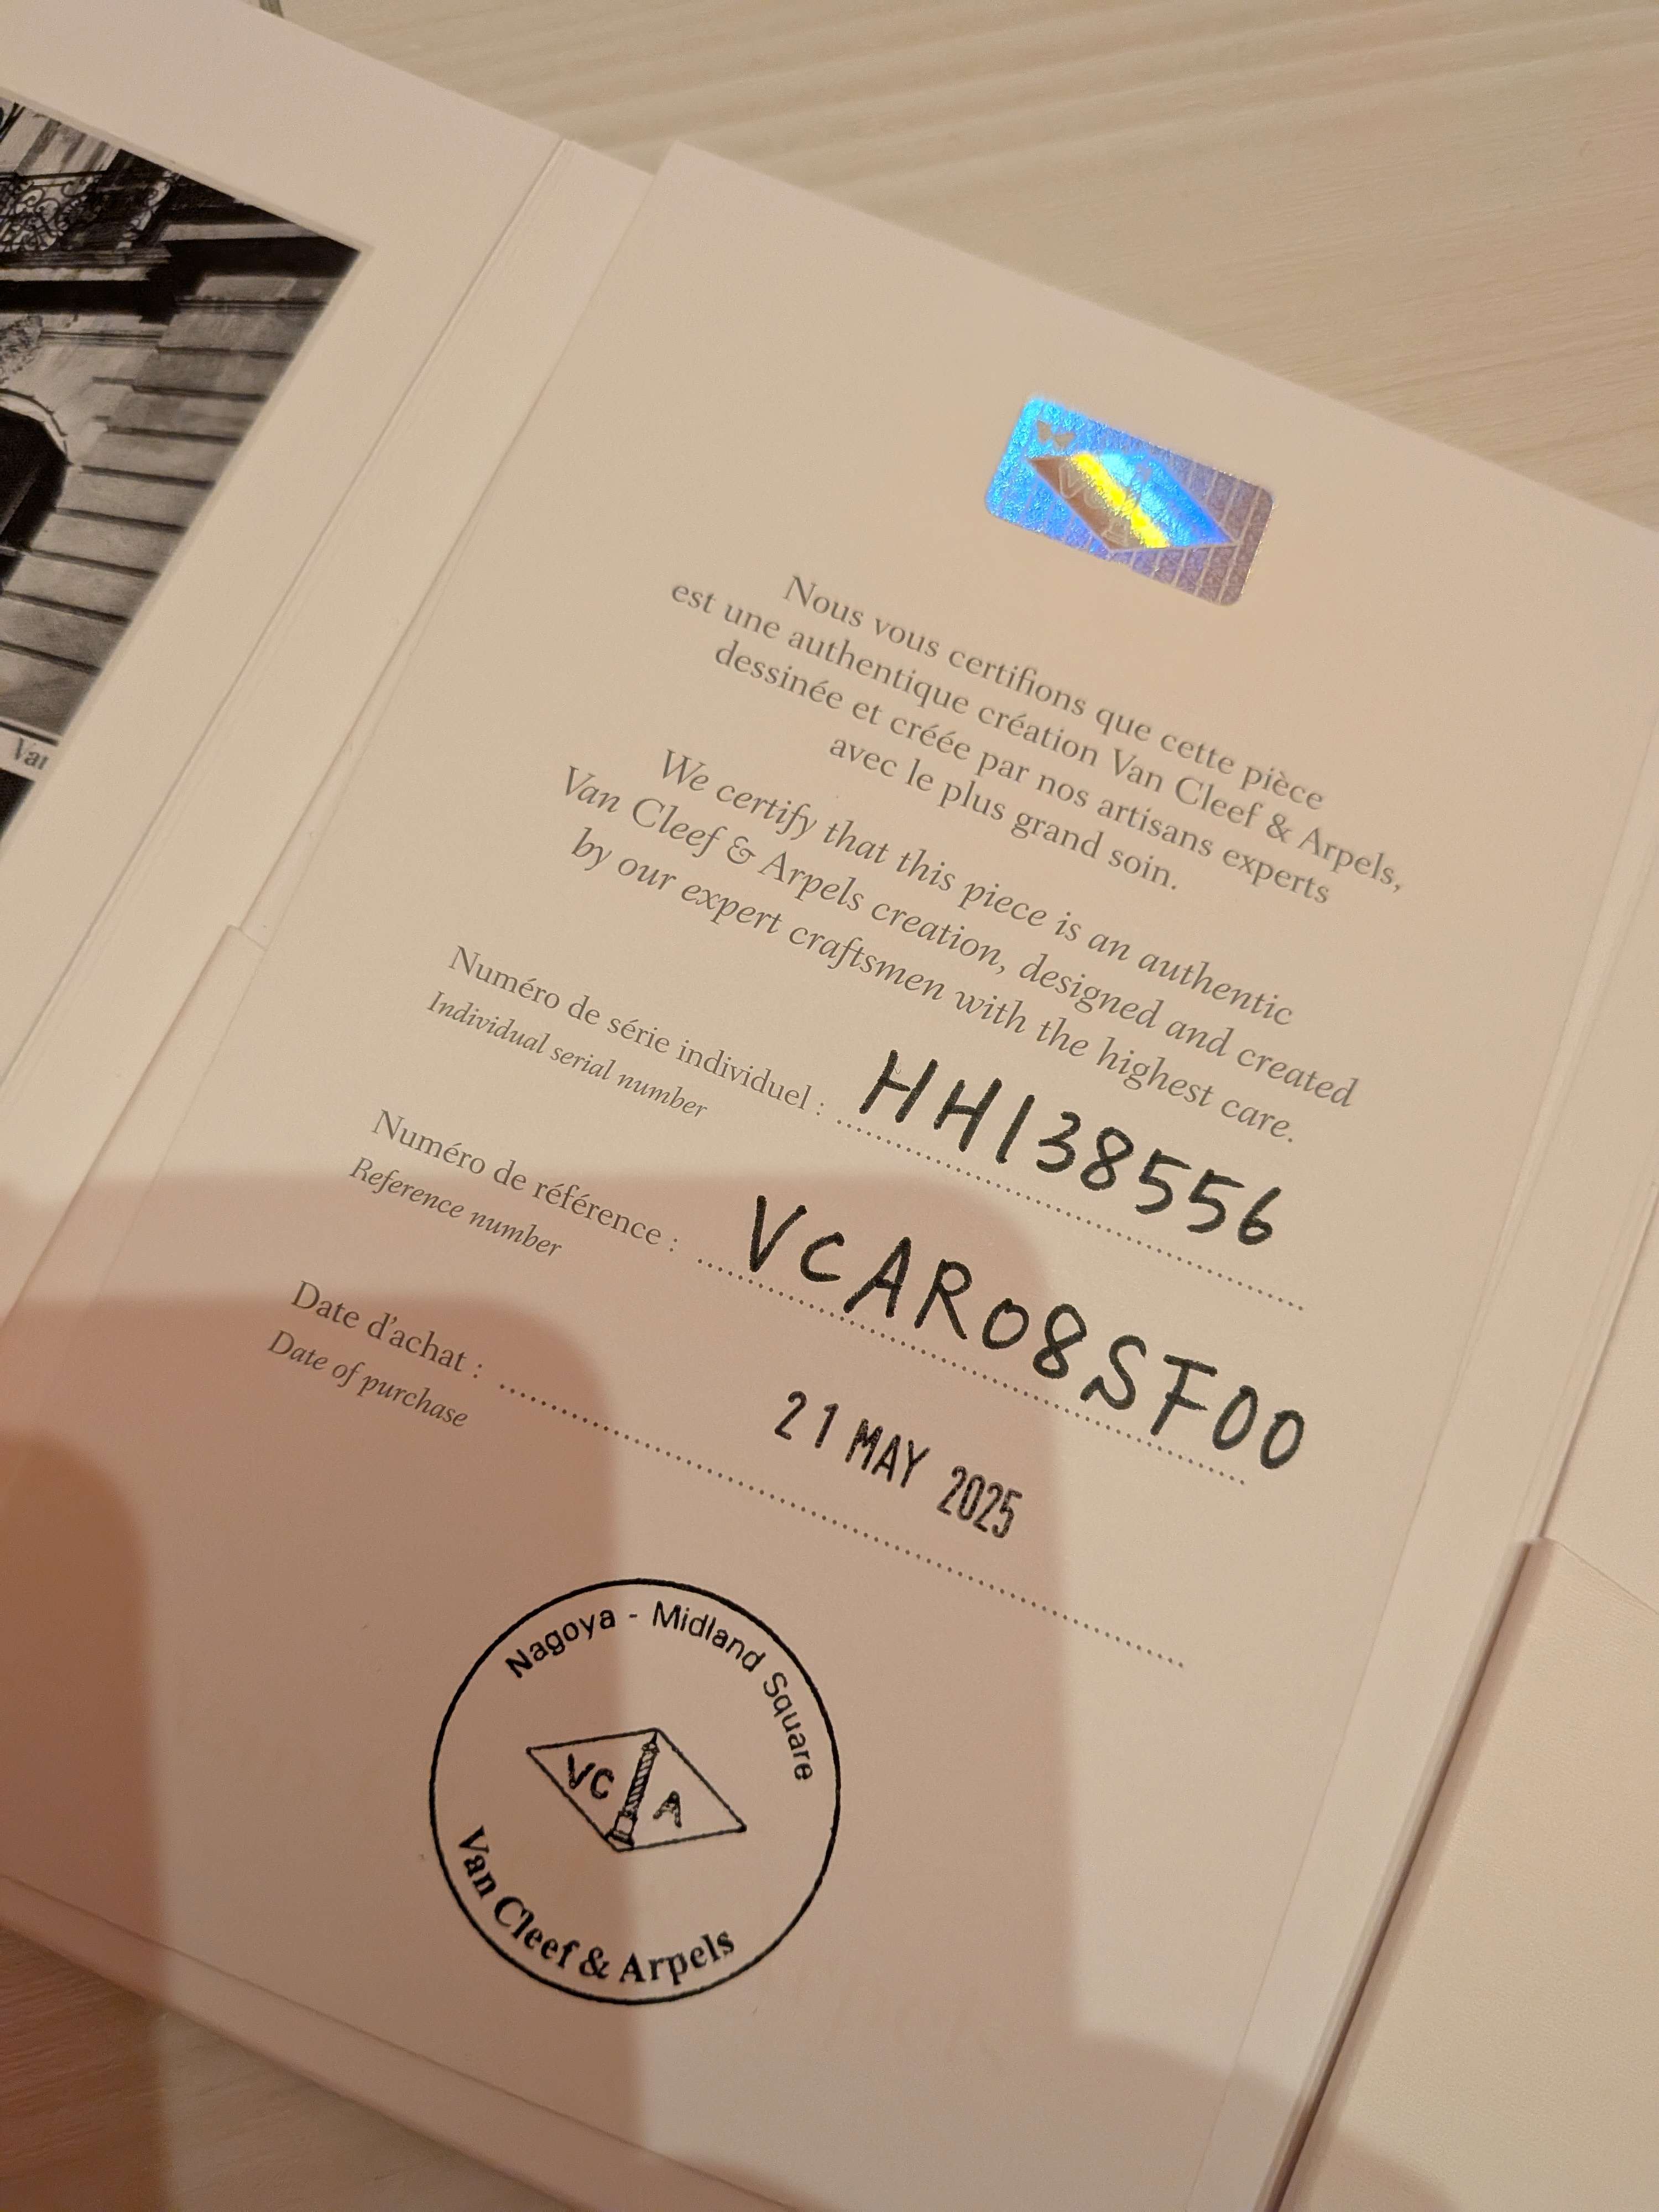 Nous vous certifions que cette pièce
est une authentique création Van Cleef & Arpels,
dessinée et créée par nos artisans experts
avec le plus grand soin.
We certify that this piece is an authentic
Van Cleef & Arpels creation, designed and created
by our expert craftsmen with the highest care.
Numéro de série individuel : HH138556
Individual serial number
Numéro de référence : VCARO8SF00
Reference number
Date d'achat : 21 MAY 2025
Date of purchase
Nagoya - Midland Square
VC A
Van Cleef & Arpels